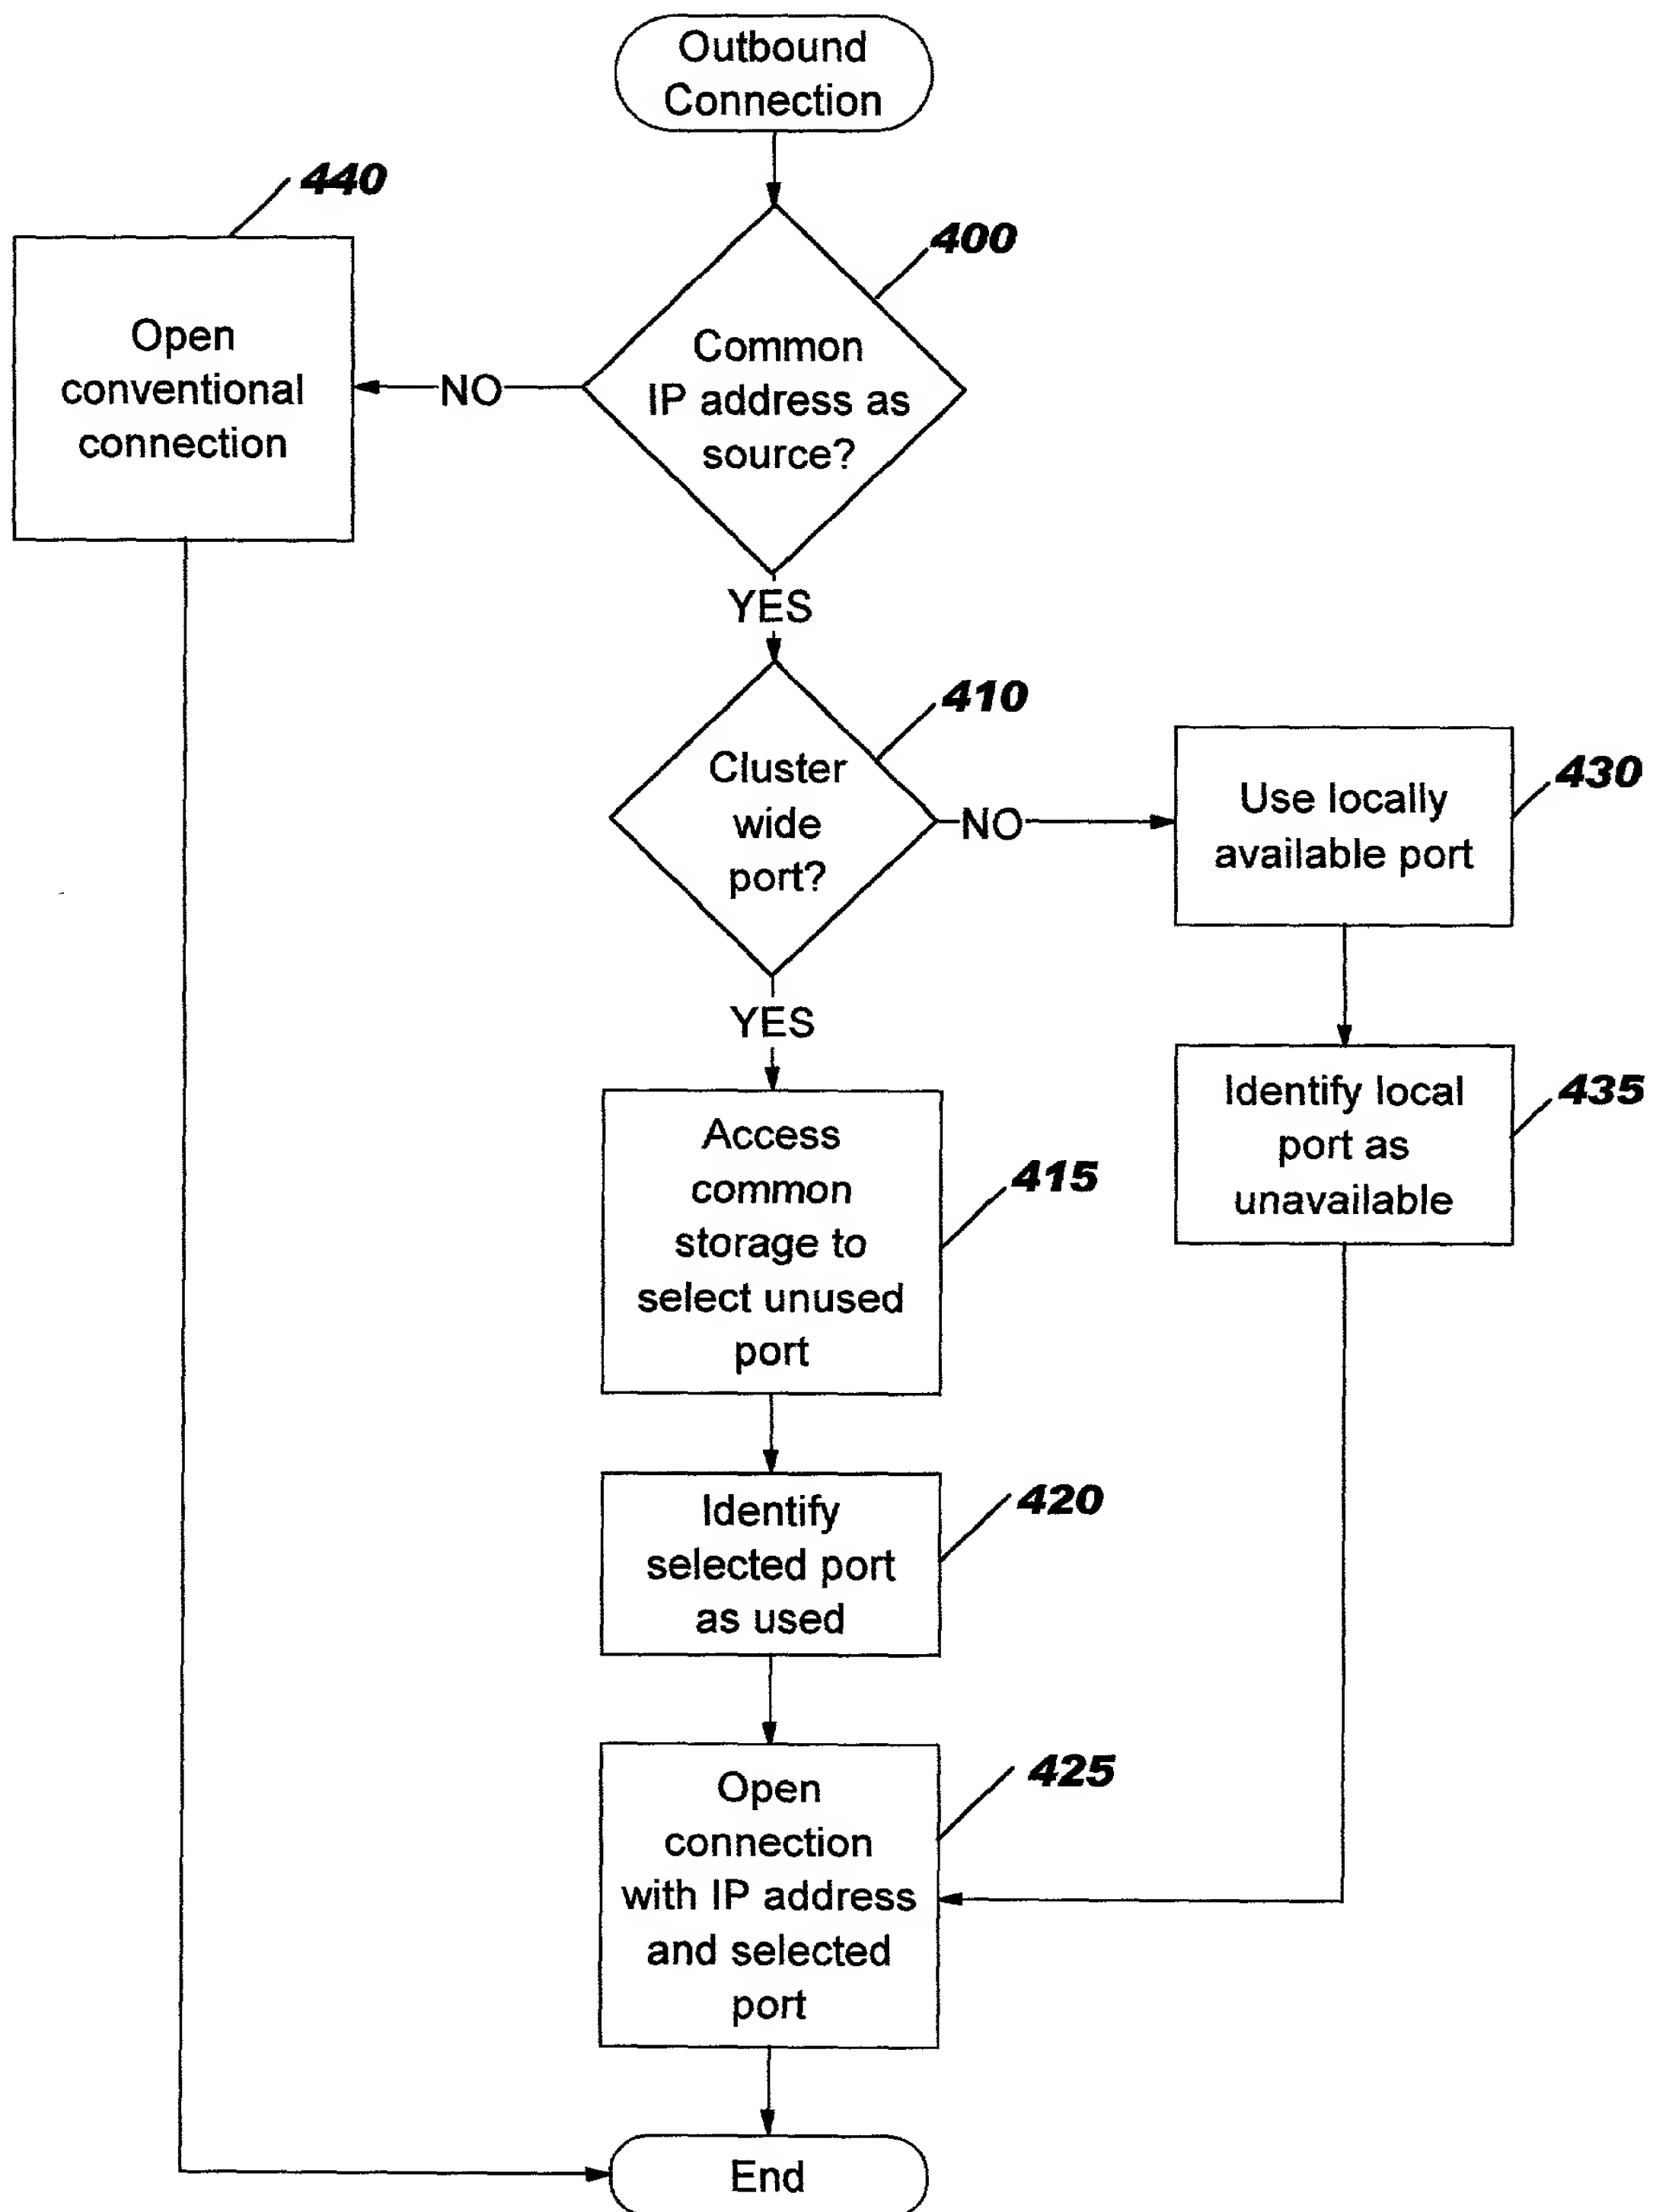 Outbound
Connection
440
400
Open
conventional
connection
NO
Common
IP address as
source?
YES
410
Cluster
wide
port?
NO
430
Use locally
available port
YES
435
Identify local
port as
unavailable
415
Access
common
storage to
select unused
port
420
Identify
selected port
as used
425
Open
connection
with IP address
and selected
port
End